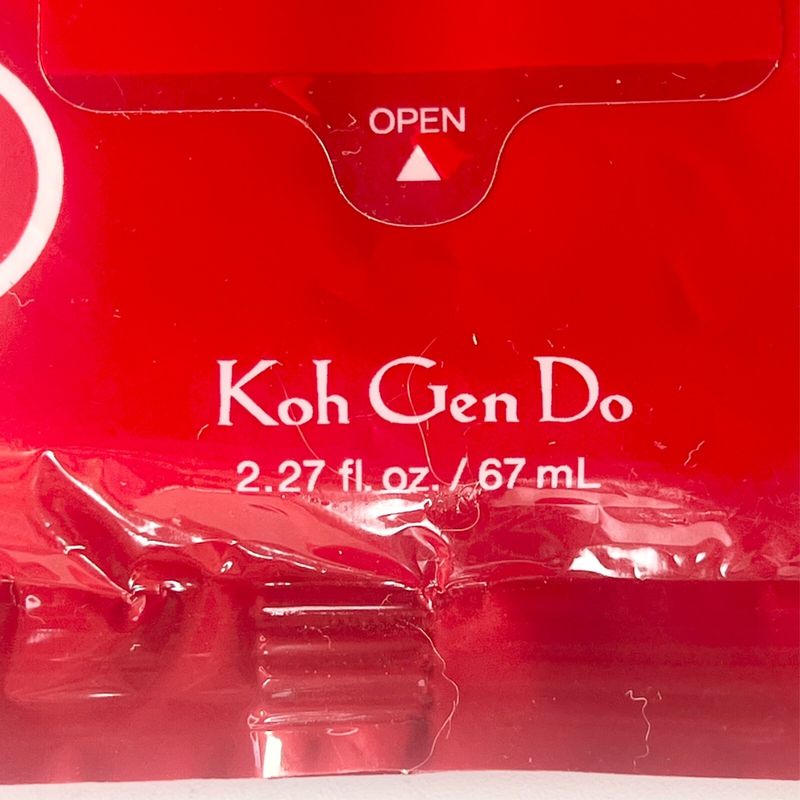 OPEN
Koh Gen Do
2.27 fl. oz. / 67 mL